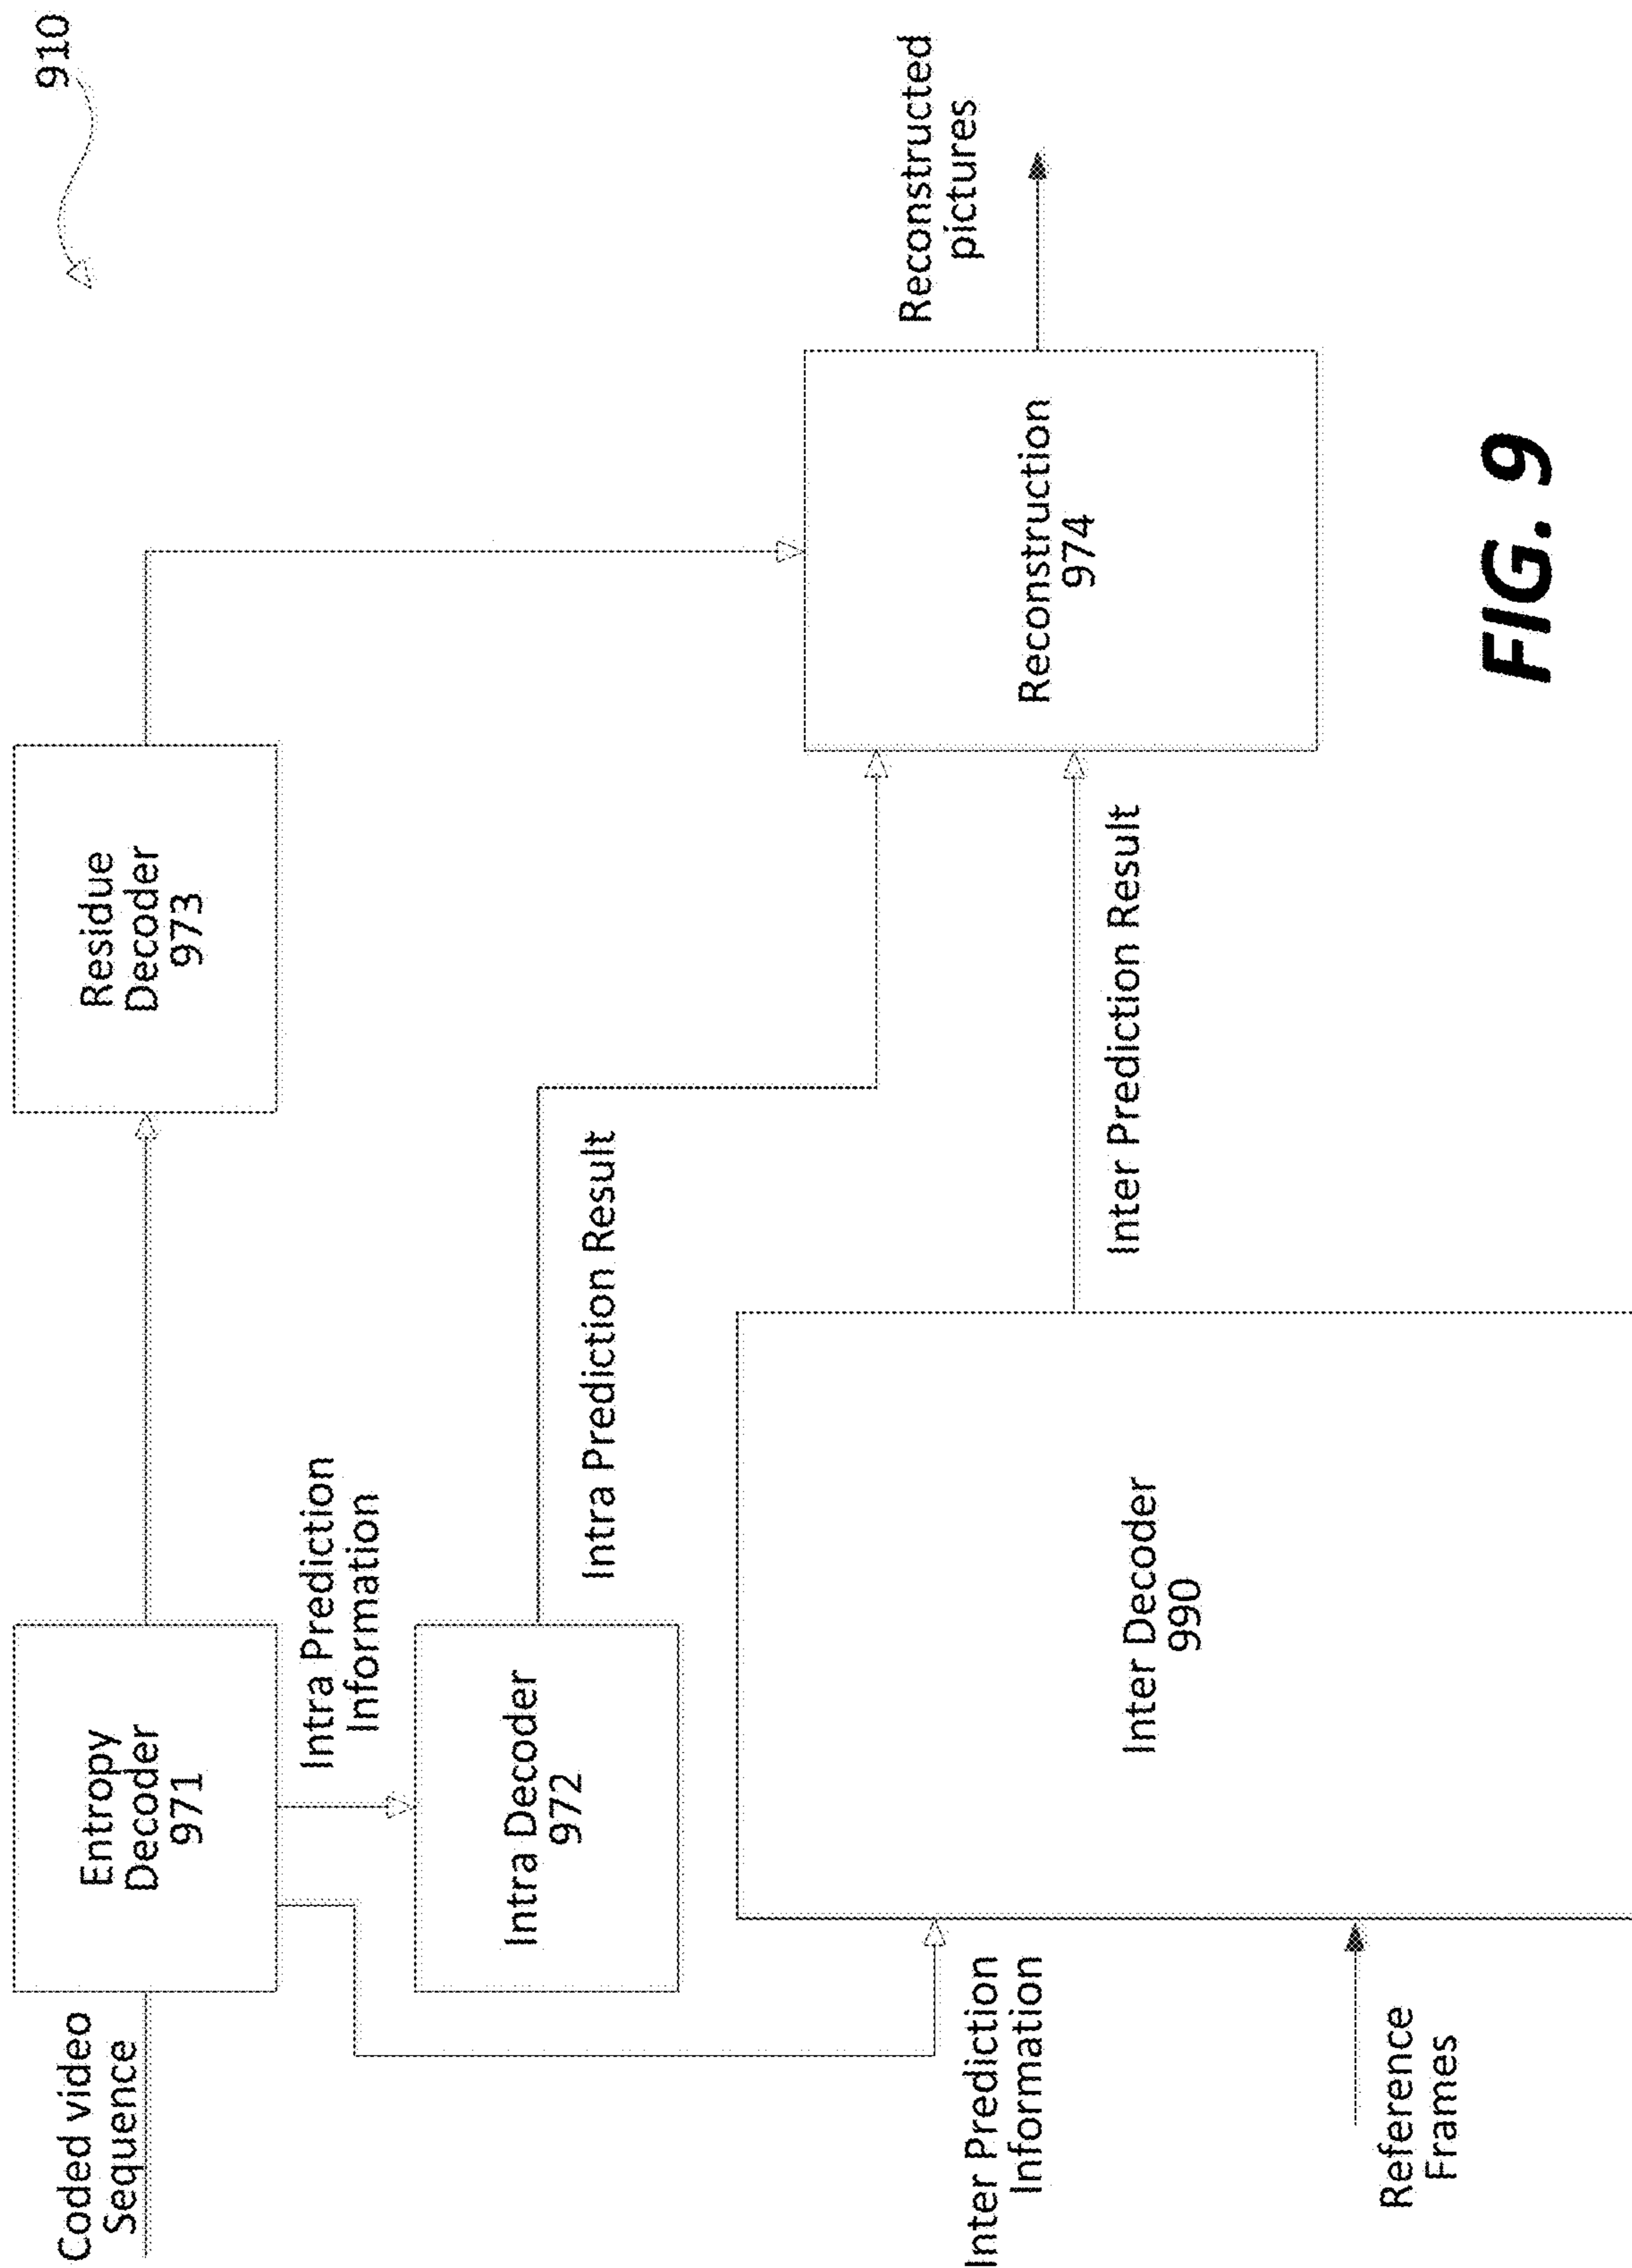 910
Coded video
Sequence
Entropy
Decoder
971
Residue
Decoder
973
Intra Prediction
Information
Intra Decoder
972
Intra Prediction Result
Reconstructed
pictures
Inter Prediction
Information
Inter Decoder
990
Inter Prediction Result
Reconstruction
974
Reference
Frames
FIG. 9